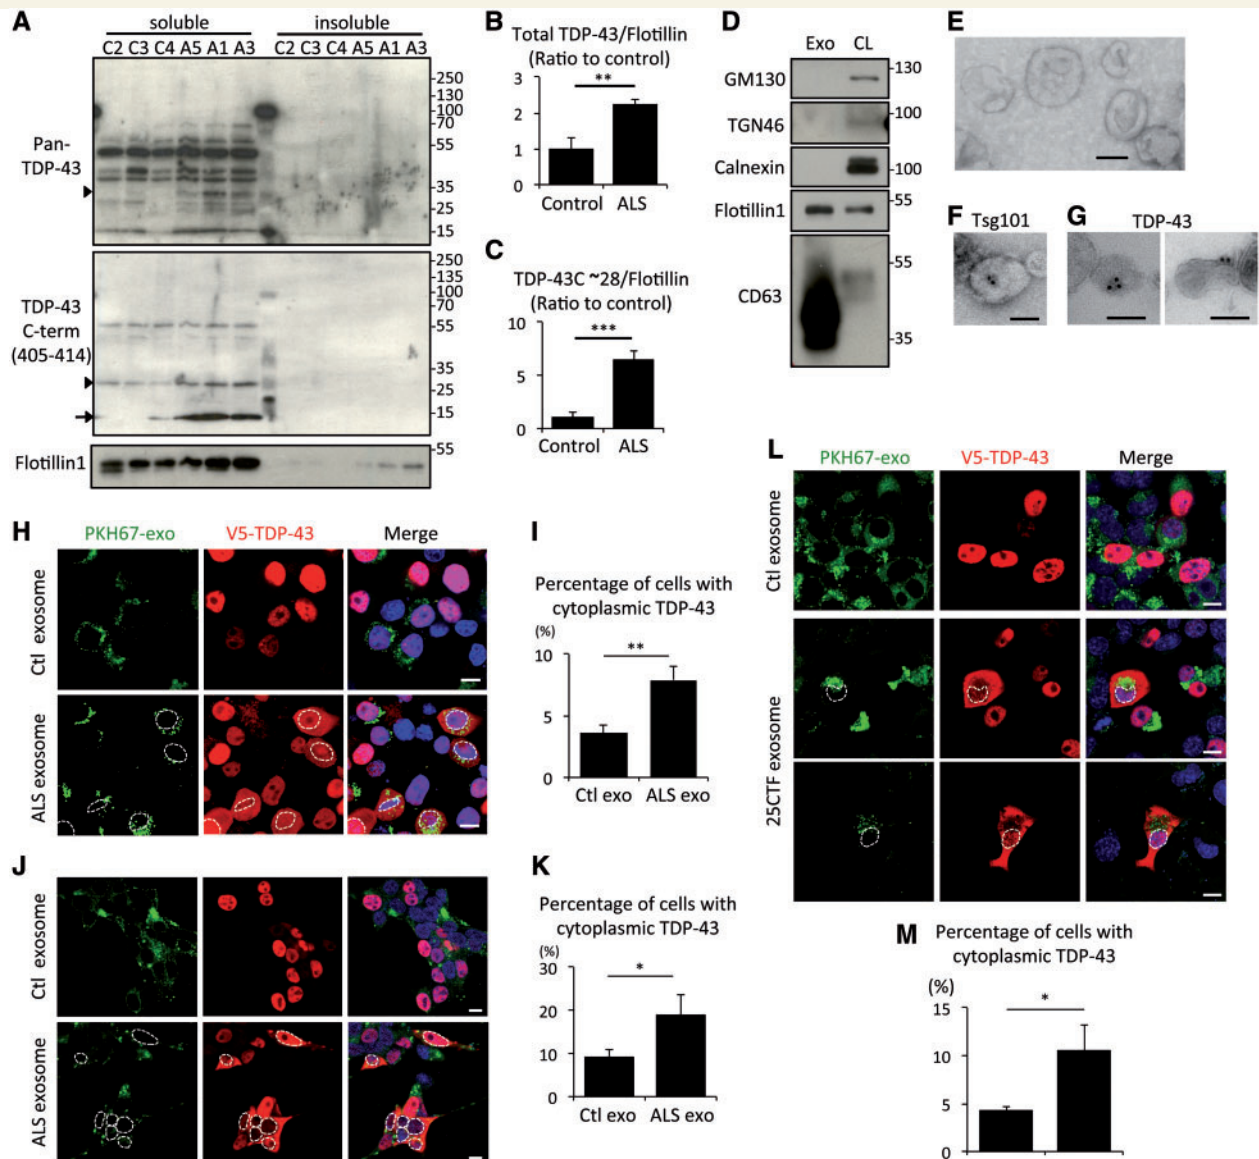 A
soluble
insoluble
C2 C3 C4 A5 A1 A3 C2 C3 C4 A5 A1 A3
Pan-
TDP-43
250
130
100
70
55
35
25
15
TDP-43
C-term
(405-414)
250
135
100
70
55
35
25
15
Flotillin1
55
B
Total TDP-43/Flotillin
(Ratio to control)
**
3
2
1
0
Control ALS
C
TDP-43C ~28/Flotillin
(Ratio to control)
***
10
5
0
Control ALS
D
Exo CL
GM130
-130
TGN46
-100
Calnexin
-100
Flotillin1
-55
CD63
-55
-35
E
F
Tsg101
G
TDP-43
H
PKH67-exo V5-TDP-43 Merge
Ctl exosome
ALS exosome
I
Percentage of cells with
cytoplasmic TDP-43
(%)
**
10
5
0
Ctl exo ALS exo
J
Ctl exosome
ALS exosome
K
Percentage of cells with
cytoplasmic TDP-43
(%)
*
30
20
10
0
Ctl exo ALS exo
L
PKH67-exo V5-TDP-43 Merge
Ctl exosome
25CTF exosome
M
Percentage of cells with
cytoplasmic TDP-43
(%)
*
15
10
5
0